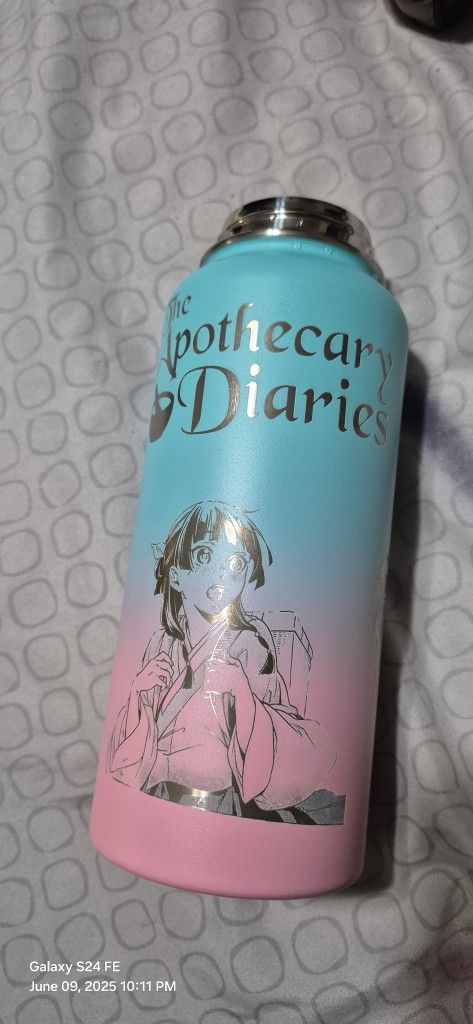 The
Apothecary
Diaries
Galaxy S24 FE
June 09, 2025 10:11 PM